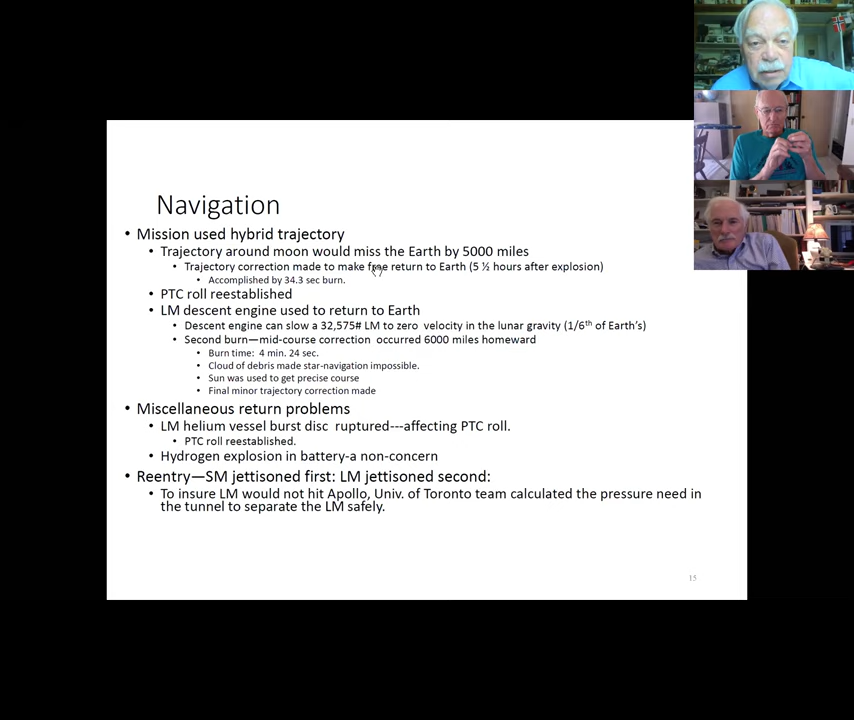 Navigation
• Mission used hybrid trajectory
• Trajectory around moon would miss the Earth by 5000 miles
• Trajectory correction made to make free return to Earth (5 ½ hours after explosion)
• Accomplished by 34.3 sec burn.
• PTC roll reestablished
• LM descent engine used to return to Earth
• Descent engine can slow a 32,575# LM to zero velocity in the lunar gravity (1/6th of Earth's)
• Second burn—mid-course correction occurred 6000 miles homeward
• Burn time: 4 min. 24 sec.
• Cloud of debris made star-navigation impossible.
• Sun was used to get precise course
• Final minor trajectory correction made
• Miscellaneous return problems
• LM helium vessel burst disc ruptured---affecting PTC roll.
• PTC roll reestablished.
• Hydrogen explosion in battery-a non-concern
• Reentry—SM jettisoned first: LM jettisoned second:
• To insure LM would not hit Apollo, Univ. of Toronto team calculated the pressure need in
the tunnel to separate the LM safely.
15